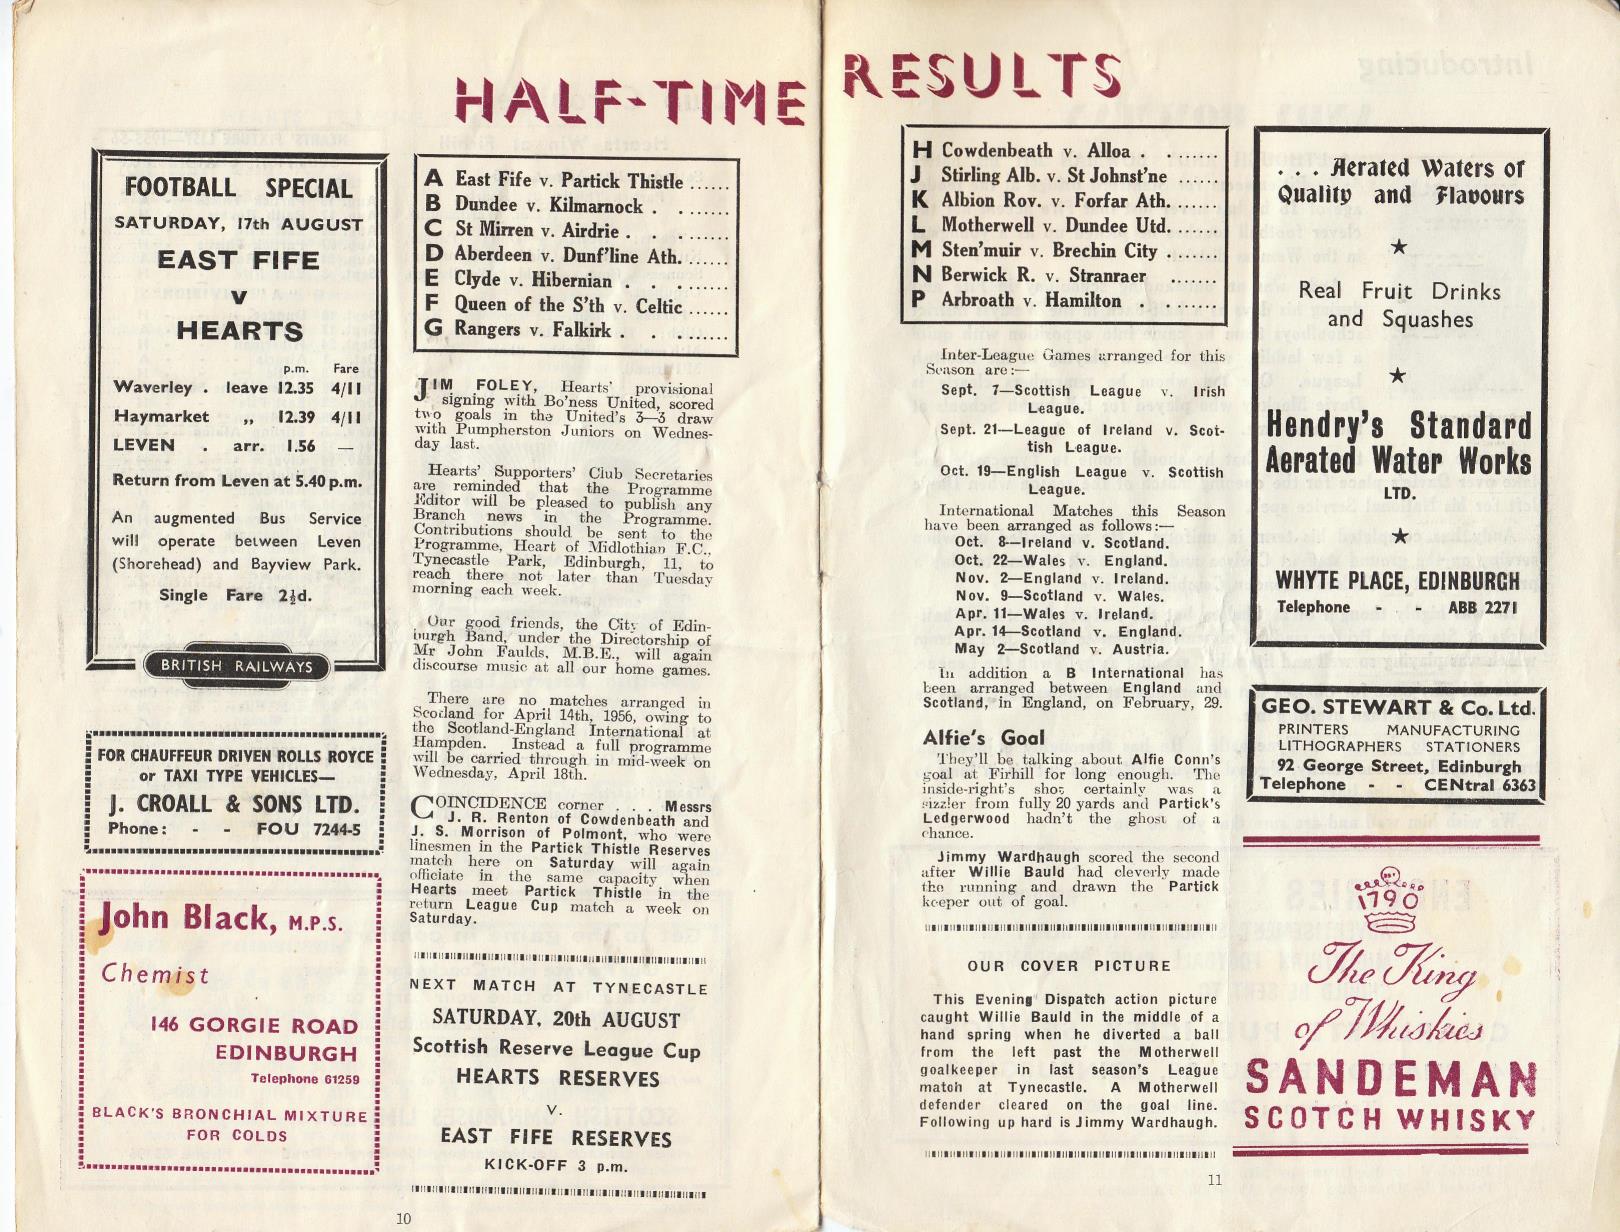 HALF-TIME RESULTS
FOOTBALL SPECIAL
SATURDAY, 17th AUGUST
EAST FIFE
v
HEARTS
p.m. Fare
Waverley . leave 12.35 4/11
Haymarket ,, 12.39 4/11
LEVEN . arr. 1.56 —
Return from Leven at 5.40 p.m.
An augmented Bus Service
will operate between Leven
(Shorehead) and Bayview Park.
Single Fare 2½d.
BRITISH RAILWAYS
FOR CHAUFFEUR DRIVEN ROLLS ROYCE
or TAXI TYPE VEHICLES—
J. CROALL & SONS LTD.
Phone: - - FOU 7244-5
John Black, M.P.S.
Chemist
146 GORGIE ROAD
EDINBURGH
Telephone 61259
BLACK'S BRONCHIAL MIXTURE
FOR COLDS
A East Fife v. Partick Thistle ......
B Dundee v. Kilmarnock . .......
C St Mirren v. Airdrie . . .......
D Aberdeen v. Dunf'line Ath.......
E Clyde v. Hibernian . . .......
F Queen of the S'th v. Celtic ......
G Rangers v. Falkirk . . .......
JIM FOLEY, Hearts' provisional
signing with Bo'ness United, scored
two goals in the United's 3—3 draw
with Pumpherston Juniors on Wednes-
day last.
Hearts' Supporters' Club Secretaries
are reminded that the Programme
Editor will be pleased to publish any
Branch news in the Programme.
Contributions should be sent to the
Programme, Heart of Midlothian F.C.,
Tynecastle Park, Edinburgh, 11, to
reach there not later than Tuesday
morning each week.
Our good friends, the City of Edin-
burgh Band, under the Directorship of
Mr John Faulds, M.B.E., will again
discourse music at all our home games.
There are no matches arranged in
Scotland for April 14th, 1956, owing to
the Scotland-England International at
Hampden. Instead a full programme
will be carried through in mid-week on
Wednesday, April 18th.
COINCIDENCE corner . . . Messrs
J. R. Renton of Cowdenbeath and
J. S. Morrison of Polmont, who were
linesmen in the Partick Thistle Reserves
match here on Saturday will again
officiate in the same capacity when
Hearts meet Partick Thistle in the
return League Cup match a week on
Saturday.
NEXT MATCH AT TYNECASTLE
SATURDAY, 20th AUGUST
Scottish Reserve League Cup
HEARTS RESERVES
V.
EAST FIFE RESERVES
KICK-OFF 3 p.m.
10
H Cowdenbeath v. Alloa . .......
J Stirling Alb. v. St Johnst'ne ......
K Albion Rov. v. Forfar Ath.......
L Motherwell v. Dundee Utd.......
M Sten'muir v. Brechin City .......
N Berwick R. v. Stranraer ......
P Arbroath v. Hamilton . .......
Inter-League Games arranged for this
Season are:—
Sept. 7—Scottish League v. Irish
League.
Sept. 21—League of Ireland v. Scot-
tish League.
Oct. 19—English League v. Scottish
League.
International Matches this Season
have been arranged as follows:—
Oct. 8—Ireland v. Scotland.
Oct. 22—Wales v. England.
Nov. 2—England v. Ireland.
Nov. 9—Scotland v. Wales.
Apr. 11—Wales v. Ireland.
Apr. 14—Scotland v. England.
May 2—Scotland v. Austria.
In addition a B International has
been arranged between England and
Scotland, in England, on February, 29.
Alfie's Goal
They'll be talking about Alfie Conn's
goal at Firhill for long enough. The
inside-right's shot certainly was a
sizzler from fully 20 yards and Partick's
Ledgerwood hadn't the ghost of a
chance.
Jimmy Wardhaugh scored the second
after Willie Bauld had cleverly made
the running and drawn the Partick
keeper out of goal.
OUR COVER PICTURE
This Evening Dispatch action picture
caught Willie Bauld in the middle of a
hand spring when he diverted a ball
from the left past the Motherwell
goalkeeper in last season's League
match at Tynecastle. A Motherwell
defender cleared on the goal line.
Following up hard is Jimmy Wardhaugh.
11
. . . Aerated Waters of
Quality and Flavours
★
Real Fruit Drinks
and Squashes
★
Hendry's Standard
Aerated Water Works
LTD.
★
WHYTE PLACE, EDINBURGH
Telephone - - ABB 2271
GEO. STEWART & Co. Ltd.
PRINTERS MANUFACTURING
LITHOGRAPHERS STATIONERS
92 George Street, Edinburgh
Telephone - - CENtral 6363
1790
The King
of Whiskies
SANDEMAN
SCOTCH WHISKY